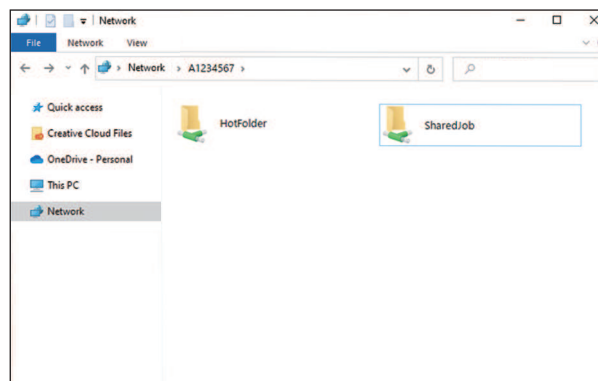 Network
File Network View
Network > A1234567 >
Quick access
Creative Cloud Files
OneDrive - Personal
This PC
Network
HotFolder
SharedJob